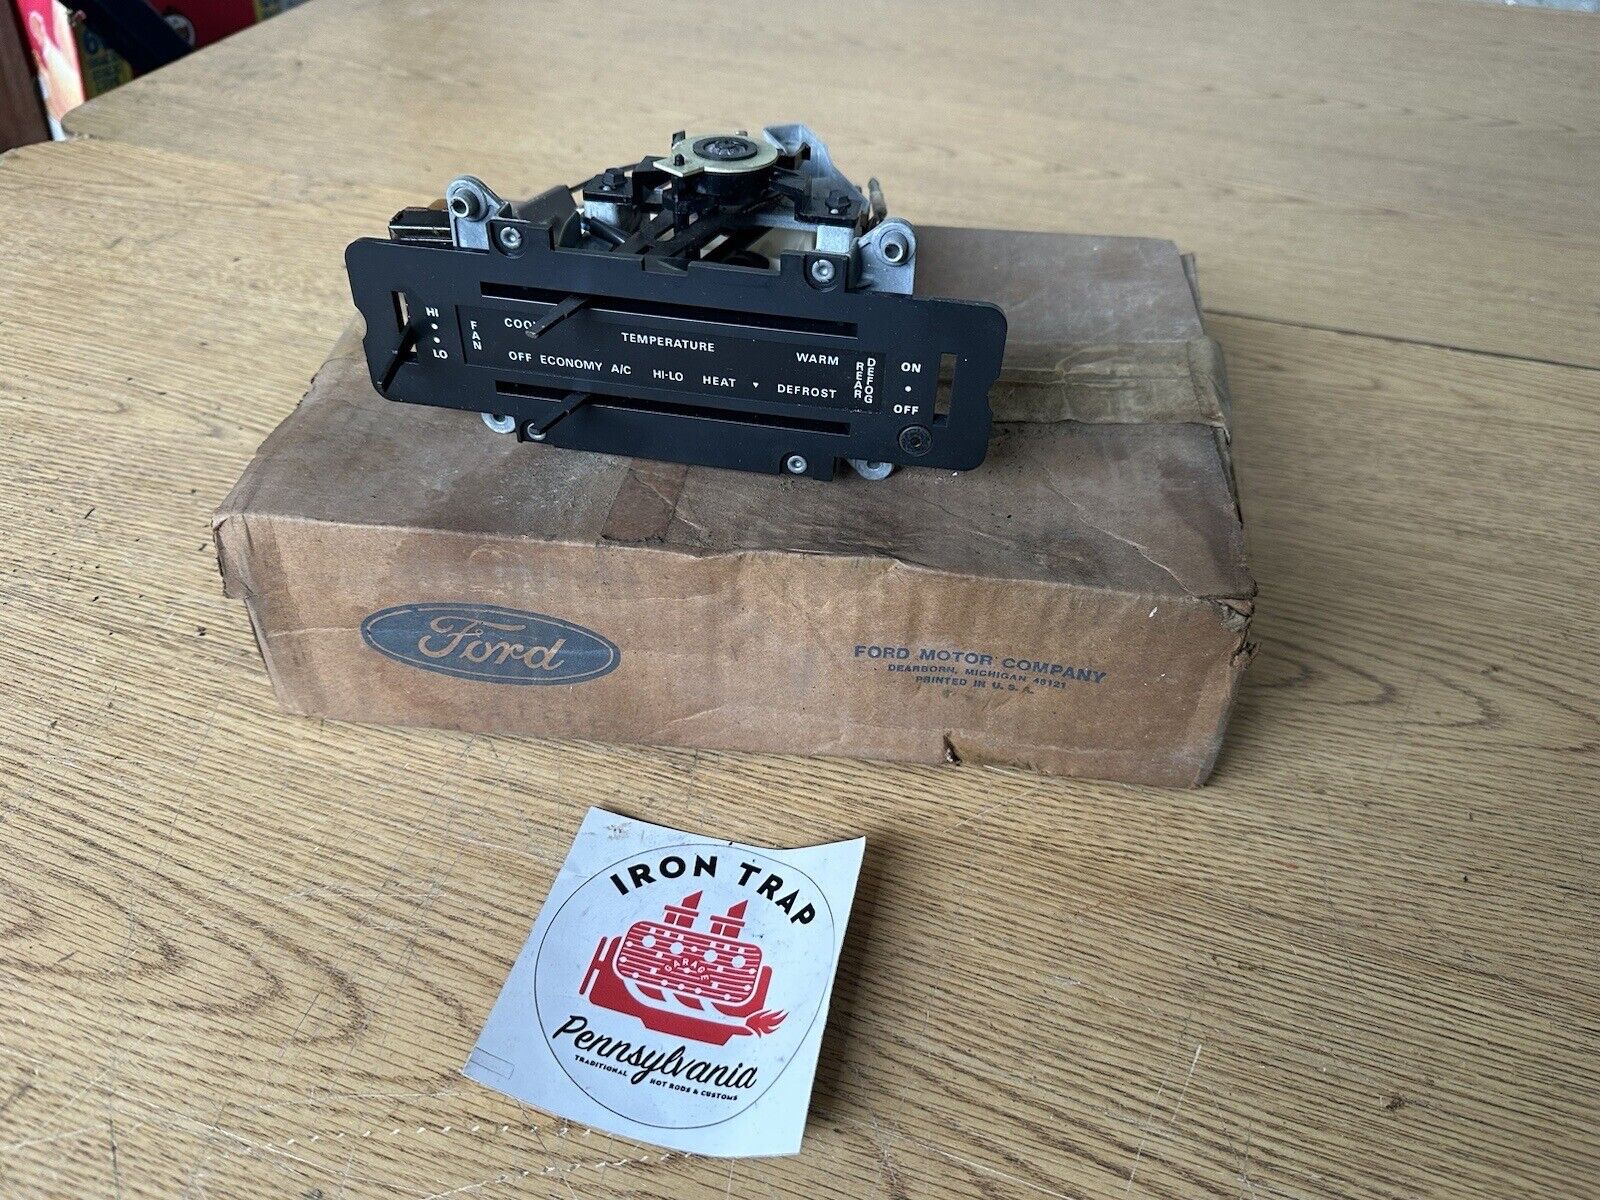 HI
LO
FAN
COOL
TEMPERATURE
WARM
OFF ECONOMY A/C HI-LO HEAT ▾ DEFROST
REAR
DEFOG
ON
OFF
Ford
FORD MOTOR COMPANY
DEARBORN, MICHIGAN 48121
PRINTED IN U. S. A.
IRON TRAP
GARAGE
Pennsylvania
TRADITIONAL HOT RODS & CUSTOMS